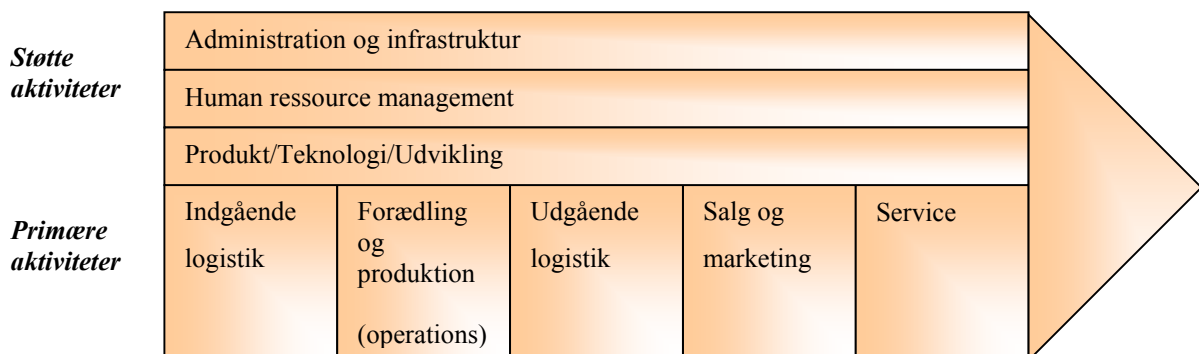 Støtte
aktiviteter
Administration og infrastruktur
Human ressource management
Produkt/Teknologi/Udvikling
Primære
aktiviteter
Indgående
logistik
Forædling
og
produktion
(operations)
Udgående
logistik
Salg og
marketing
Service